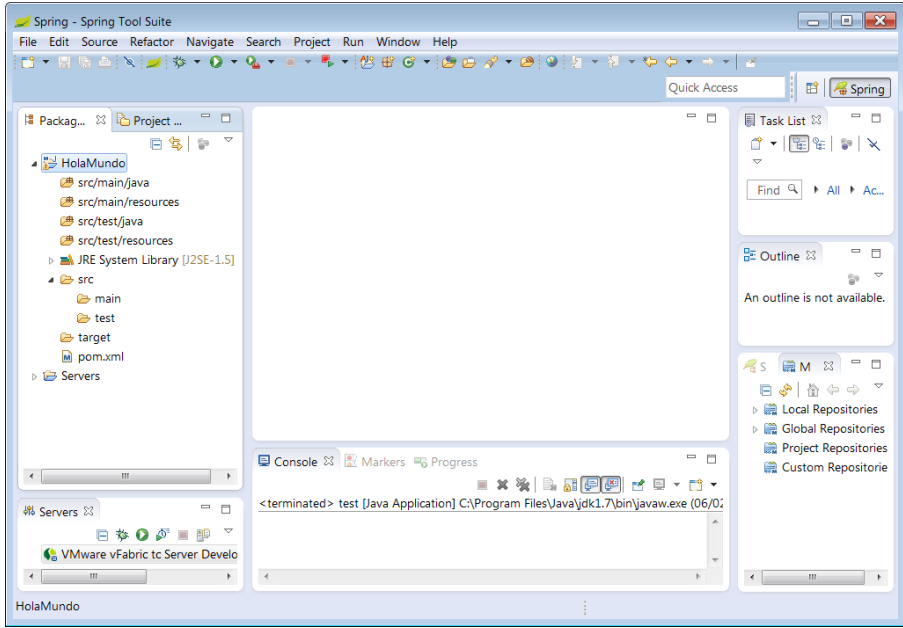 Spring - Spring Tool Suite
File Edit Source Refactor Navigate Search Project Run Window Help
Quick Access
Spring
Packag...
Project ...
HolaMundo
src/main/java
src/main/resources
src/test/java
src/test/resources
JRE System Library [J2SE-1.5]
src
main
test
target
pom.xml
Servers
Servers
VMware vFabric tc Server Develo
Console
Markers
Progress
<terminated> test [Java Application] C:\Program Files\Java\jdk1.7\bin\javaw.exe (06/02
Task List
Find
All
Ac...
Outline
An outline is not available.
S
M
Local Repositories
Global Repositories
Project Repositories
Custom Repositorie
HolaMundo